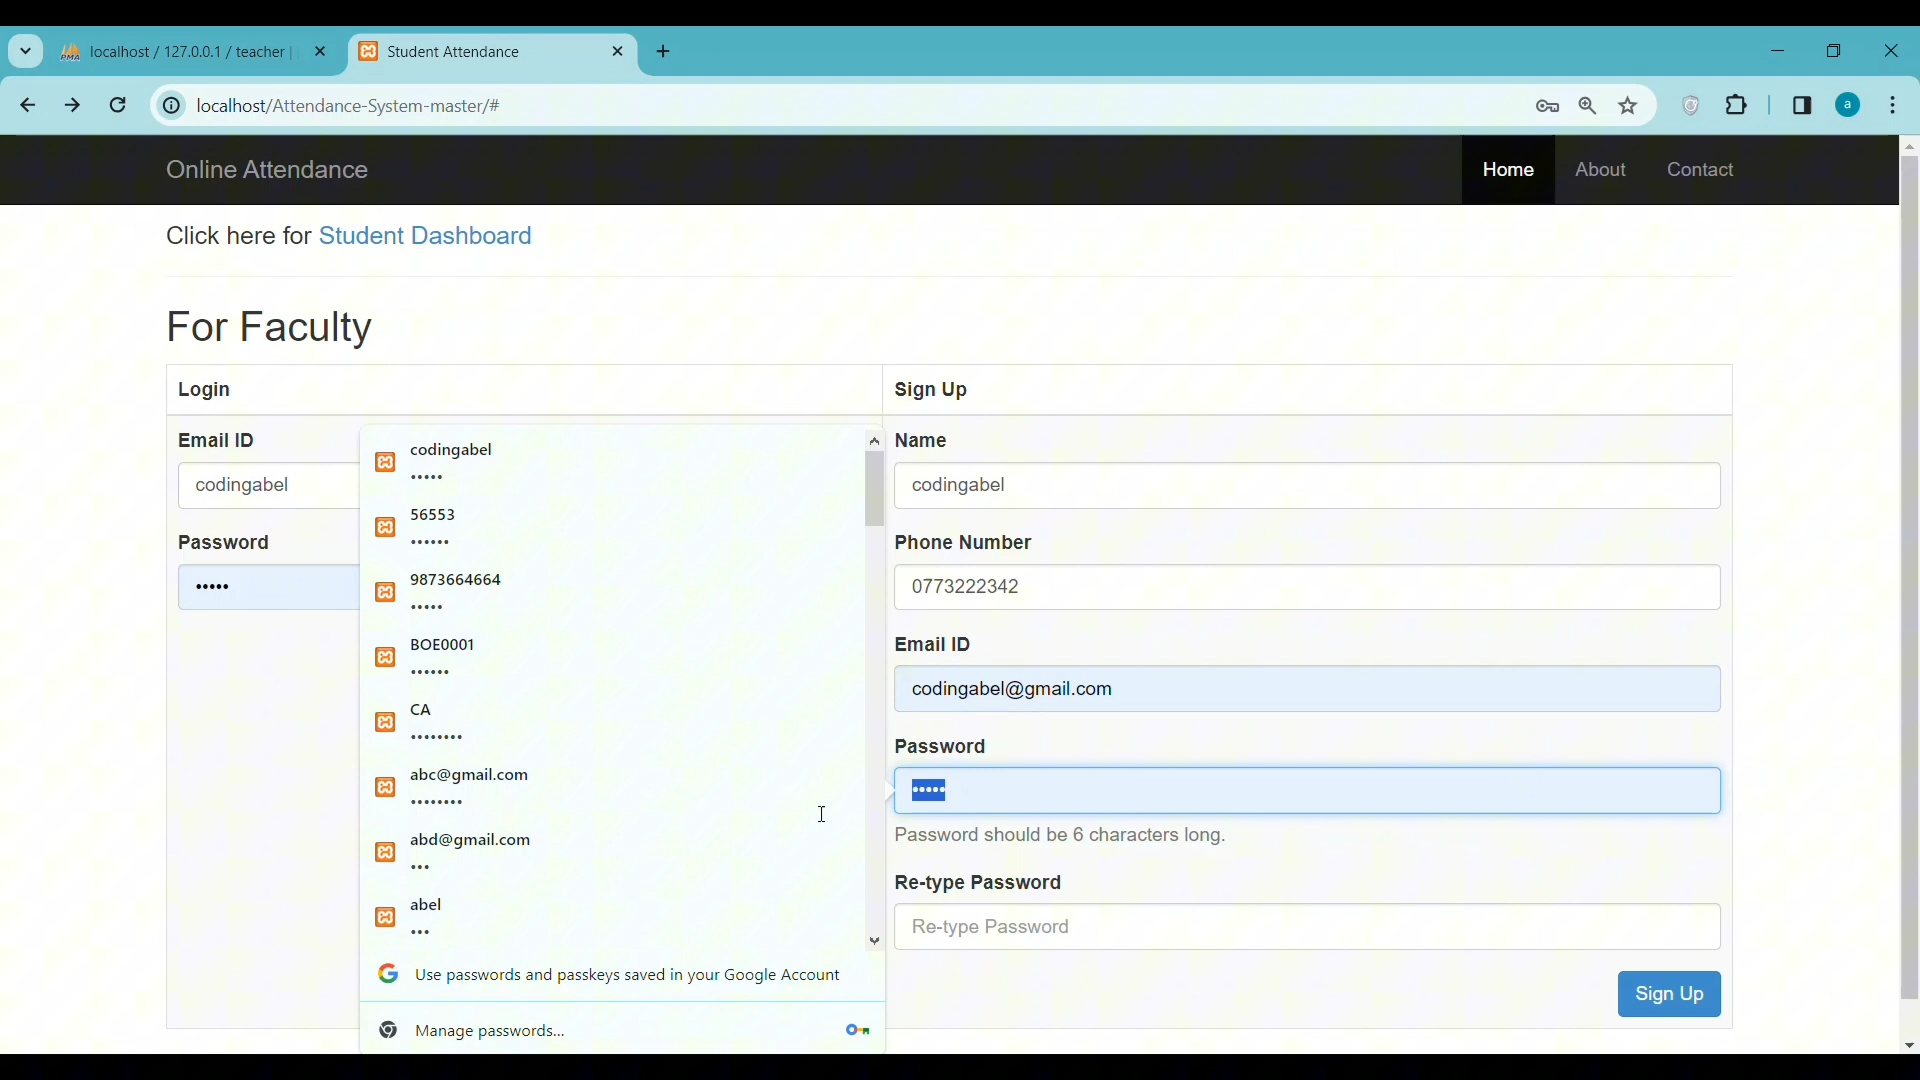 localhost / 127.0.0.1 / teacher |
Student Attendance
localhost/Attendance-System-master/#
a
Online Attendance
Home
About
Contact
Click here for Student Dashboard
For Faculty
Login
Sign Up
Email ID
codingabel
Password
•••••
codingabel
•••••
56553
••••••
9873664664
•••••
BOE0001
••••••
CA
••••••••
abc@gmail.com
••••••••
abd@gmail.com
•••
abel
•••
Use passwords and passkeys saved in your Google Account
Manage passwords...
Name
codingabel
Phone Number
0773222342
Email ID
codingabel@gmail.com
Password
•••••
Password should be 6 characters long.
Re-type Password
Re-type Password
Sign Up